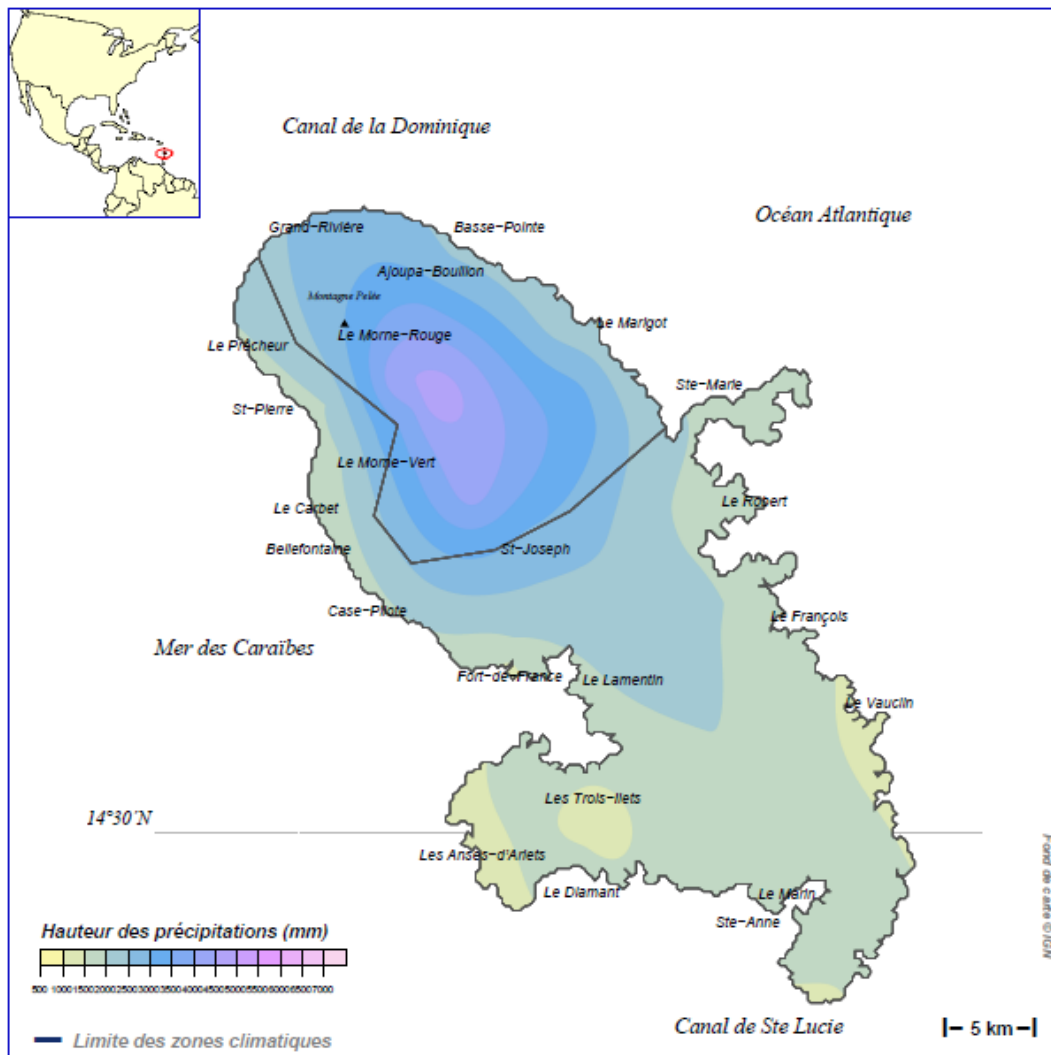 Canal de la Dominique
Océan Atlantique
Grand-Rivière
Basse-Pointe
Ajoupa-Bouillon
Montagne Pelée
Le Marigot
Le Morne-Rouge
Le Prêcheur
Ste-Marie
St-Pierre
Le Morne-Vert
Le Robert
Le Carbet
Bellefontaine
St-Joseph
Case-Pilote
Le François
Mer des Caraïbes
Fort-de-France
Le Lamentin
Le Vauclin
Les Trois-Ilets
14°30'N
Les Anses-d'Arlets
Le Diamant
Le Marin
Ste-Anne
Fond de carte © IGN
Hauteur des précipitations (mm)
500 1000 1500 2000 2500 3000 3500 4000 4500 5000 5500 6000 6500 7000
Canal de Ste Lucie
5 km
Limite des zones climatiques